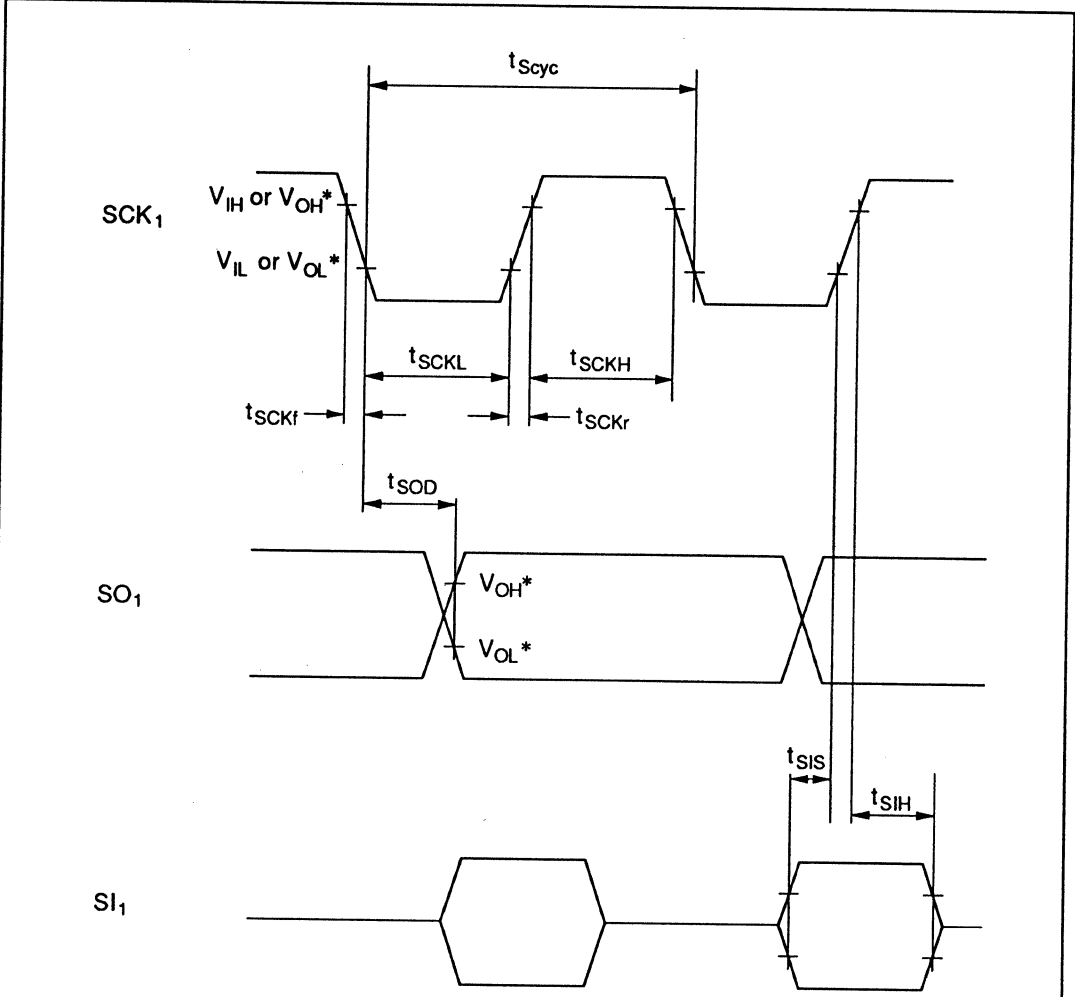 tScyc
VIH or VOH*
SCK1
VIL or VOL*
tSCKL
tSCKH
tSCKf
tSCKr
tSOD
VOH*
SO1
VOL*
tSIS
tSIH
SI1